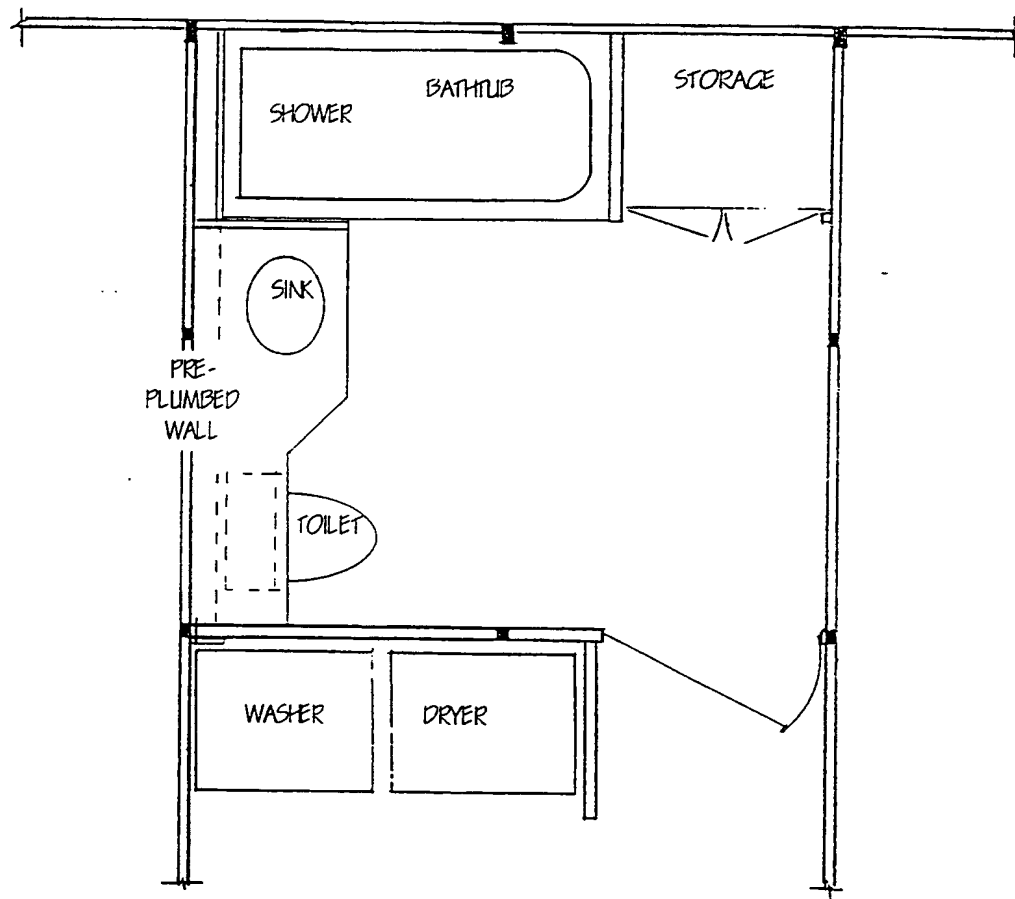 BATHTUB
SHOWER
STORAGE
SINK
PRE-
PLUMBED
WALL
TOILET
WASHER
DRYER